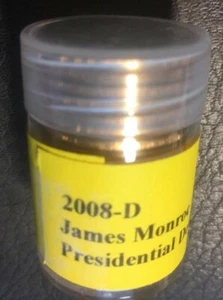 2008-D
James Monro
Presidential D